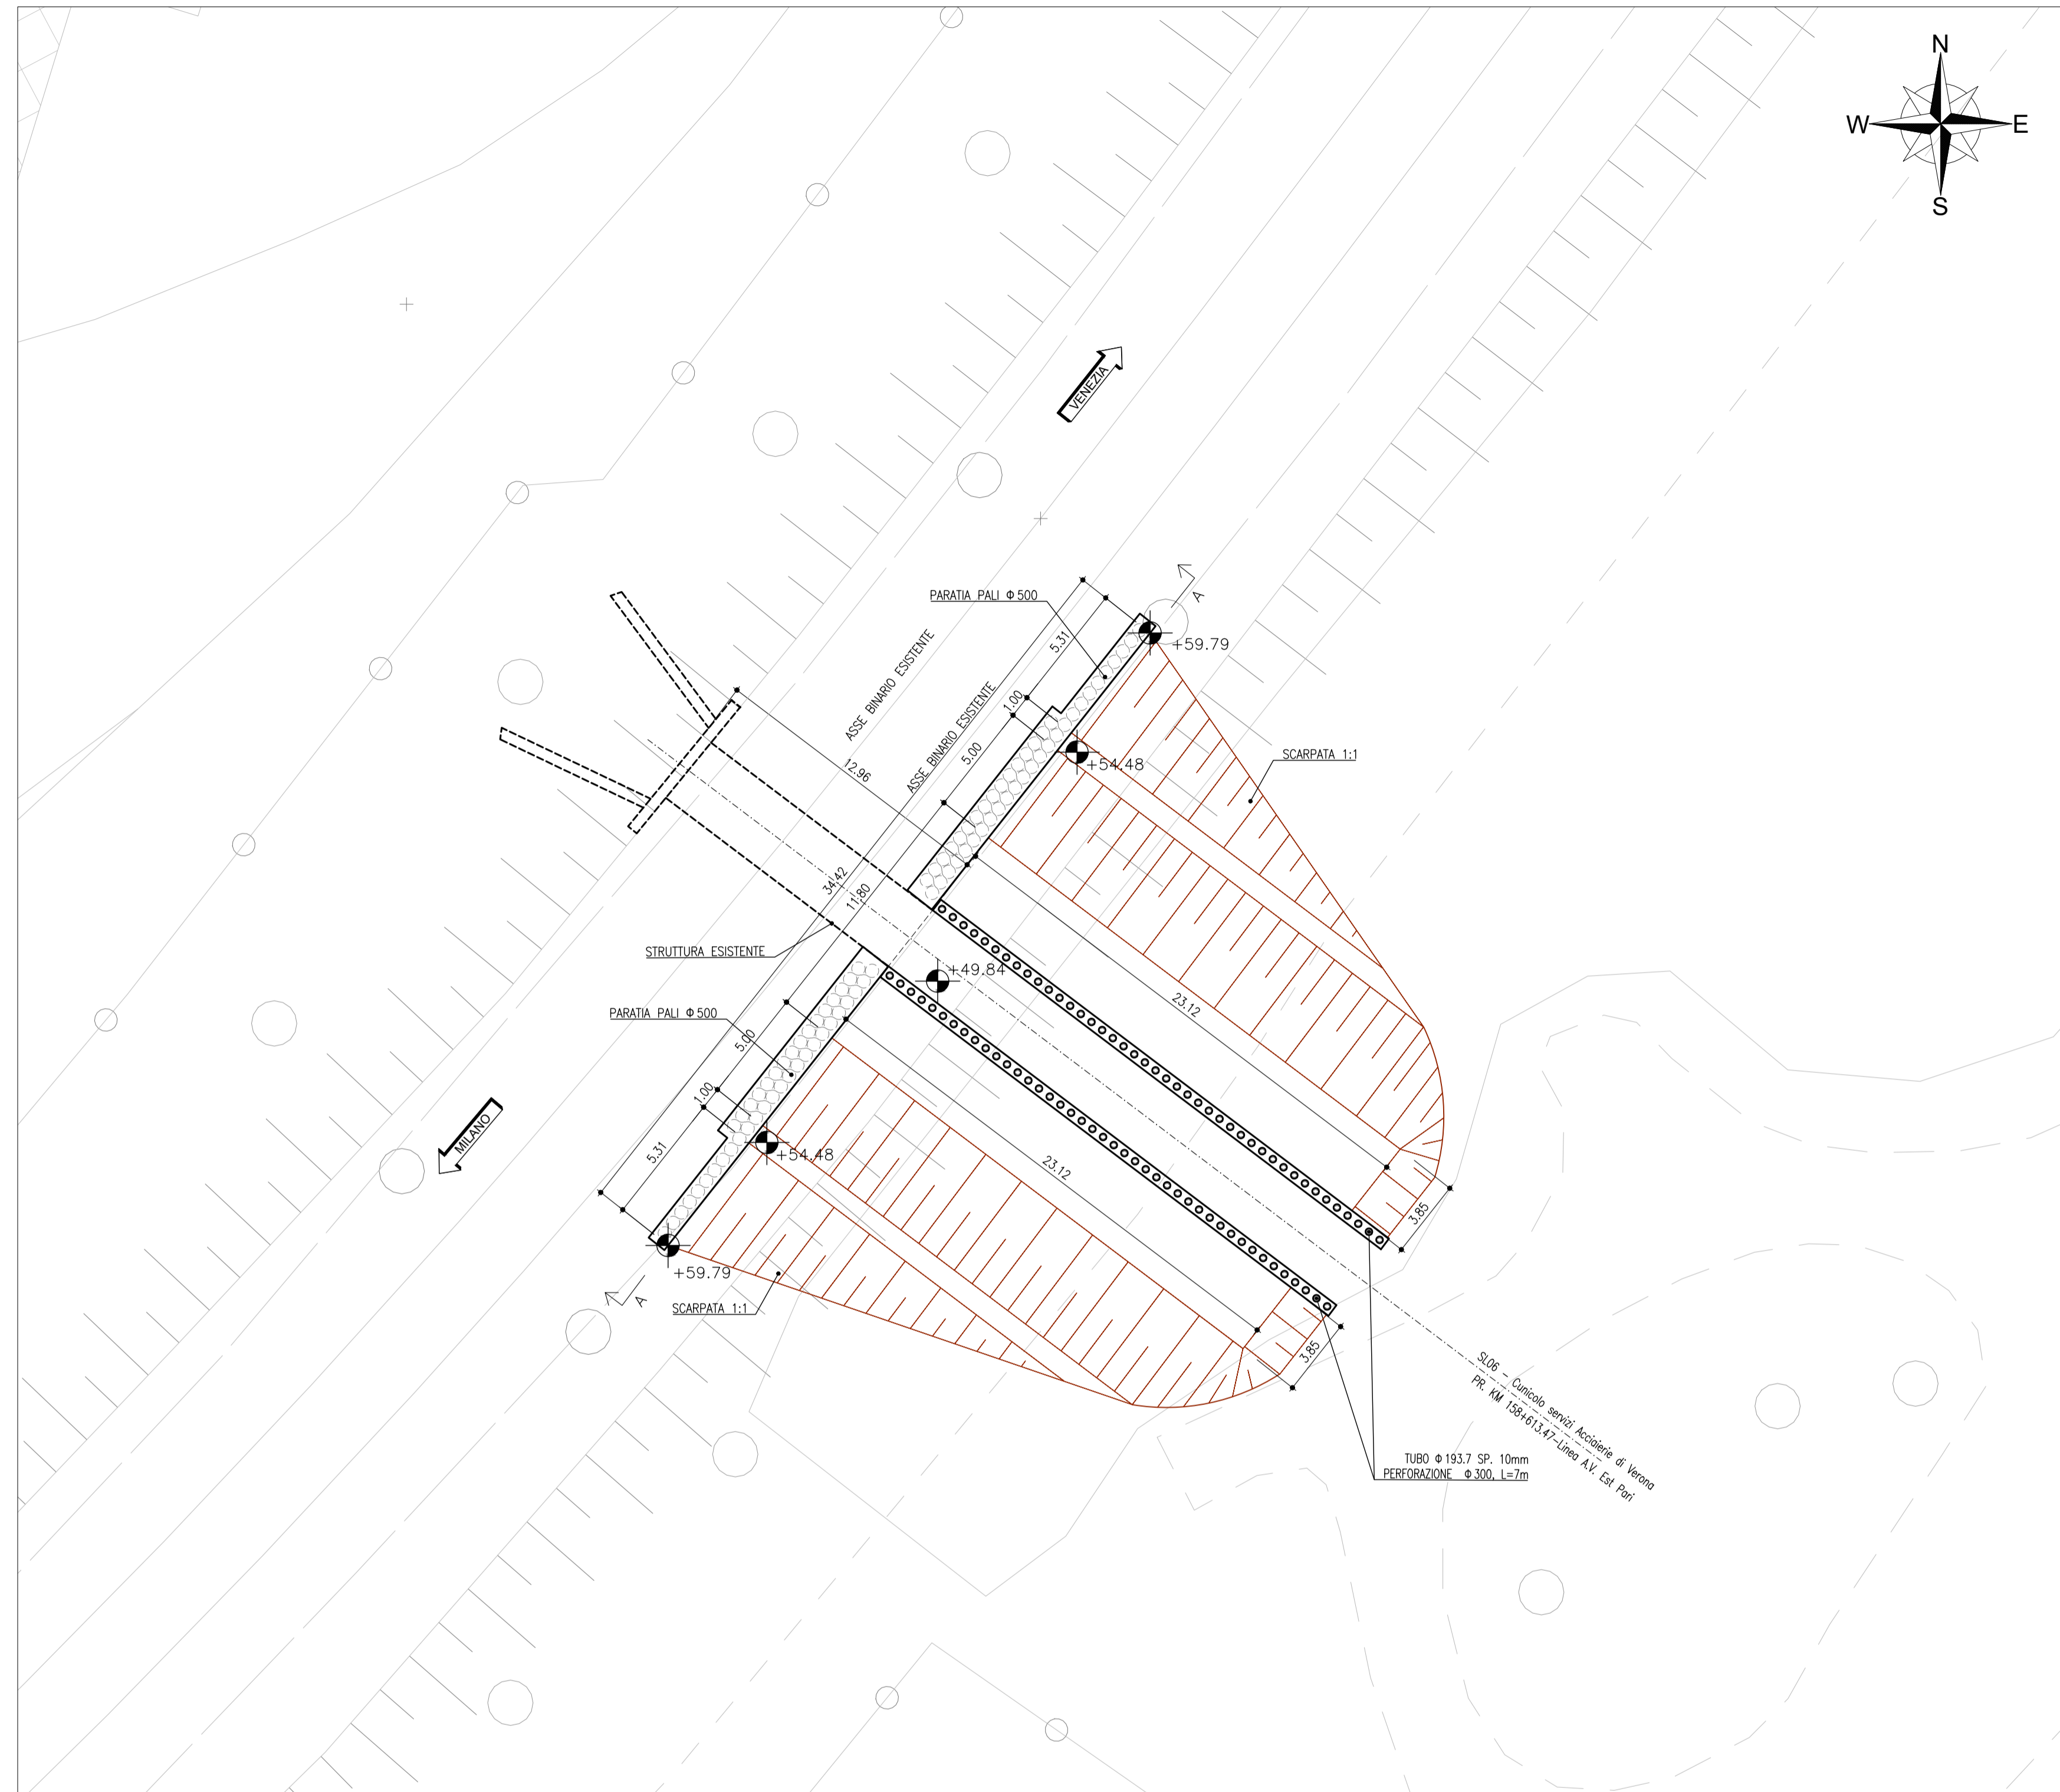 N
W
E
S
VENEZIA
PARATIA PALI Φ500
A
+59.79
5.31
1.00
ASSE BINARIO ESISTENTE
ASSE BINARIO ESISTENTE
5.00
12.96
+54.48
SCARPATA 1:1
34.42
11.80
STRUTTURA ESISTENTE
+49.84
23.12
PARATIA PALI Φ500
5.00
1.00
MILANO
5.31
+54.48
23.12
3.85
+59.79
A
SCARPATA 1:1
3.85
SL06 - Cunicolo servizi Acciaierie di Verona
PR. KM 158+613.47-Linea A.V. Est Pari
TUBO Φ193.7 SP. 10mm
PERFORAZIONE Φ300, L=7m